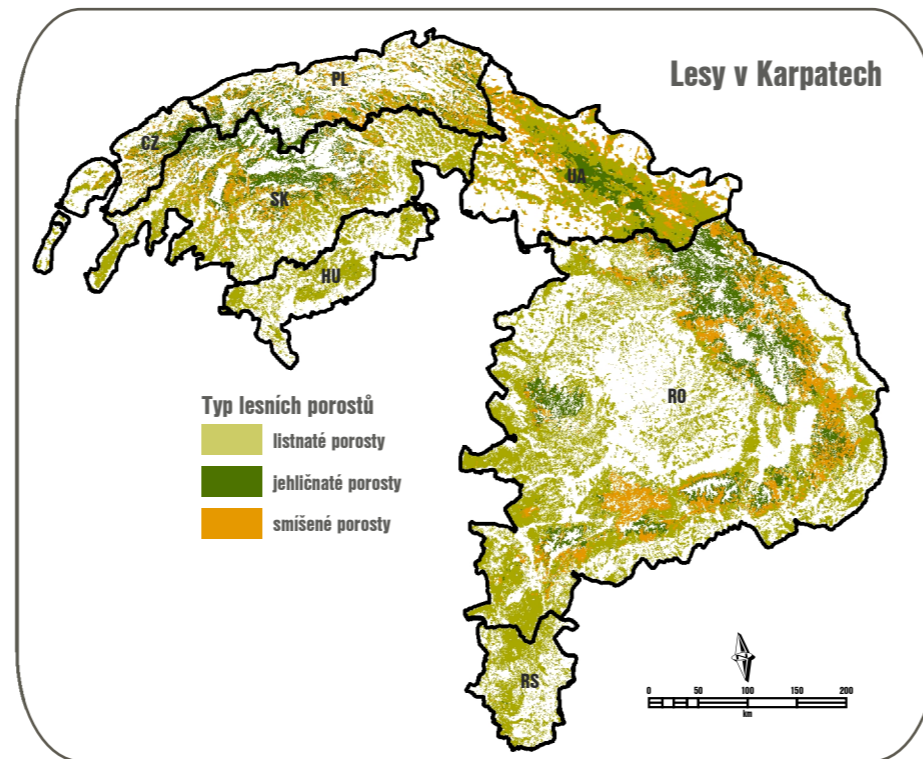 Lesy v Karpatech
PL
CZ
SK
UA
HU
RO
RS
Typ lesních porostů
listnaté porosty
jehličnaté porosty
smíšené porosty
0 50 100 150 200
km